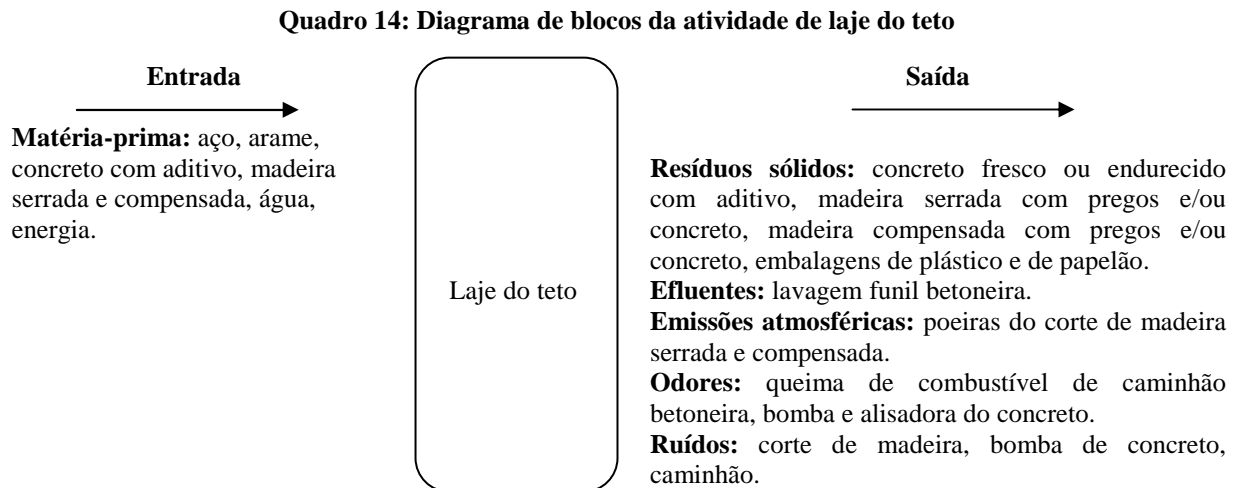 Quadro 14: Diagrama de blocos da atividade de laje do teto
Entrada
Matéria-prima: aço, arame,
concreto com aditivo, madeira
serrada e compensada, água,
energia.
Laje do teto
Saída
Resíduos sólidos: concreto fresco ou endurecido
com aditivo, madeira serrada com pregos e/ou
concreto, madeira compensada com pregos e/ou
concreto, embalagens de plástico e de papelão.
Efluentes: lavagem funil betoneira.
Emissões atmosféricas: poeiras do corte de madeira
serrada e compensada.
Odores: queima de combustível de caminhão
betoneira, bomba e alisadora do concreto.
Ruídos: corte de madeira, bomba de concreto,
caminhão.